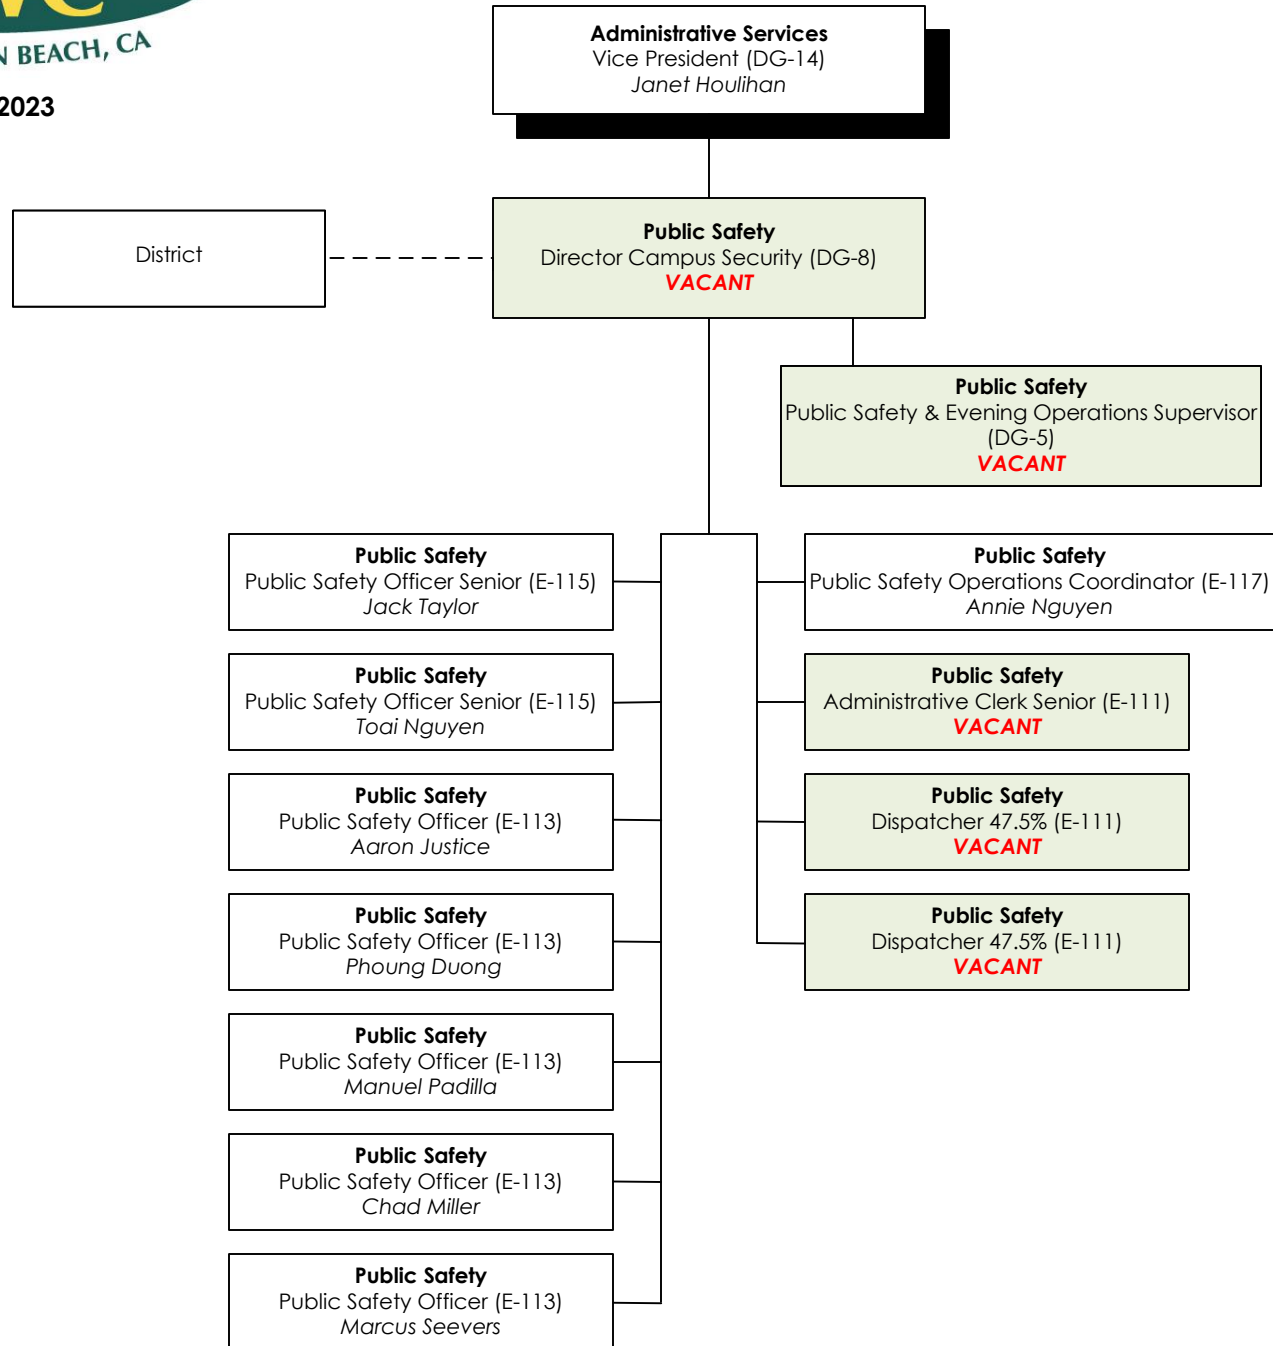 BEACH, CA
2023
Administrative Services
Vice President (DG-14)
Janet Houlihan
District
Public Safety
Director Campus Security (DG-8)
VACANT
Public Safety
Public Safety & Evening Operations Supervisor
(DG-5)
VACANT
Public Safety
Public Safety Officer Senior (E-115)
Jack Taylor
Public Safety
Public Safety Operations Coordinator (E-117)
Annie Nguyen
Public Safety
Public Safety Officer Senior (E-115)
Toai Nguyen
Public Safety
Administrative Clerk Senior (E-111)
VACANT
Public Safety
Public Safety Officer (E-113)
Aaron Justice
Public Safety
Dispatcher 47.5% (E-111)
VACANT
Public Safety
Public Safety Officer (E-113)
Phoung Duong
Public Safety
Dispatcher 47.5% (E-111)
VACANT
Public Safety
Public Safety Officer (E-113)
Manuel Padilla
Public Safety
Public Safety Officer (E-113)
Chad Miller
Public Safety
Public Safety Officer (E-113)
Marcus Seevers